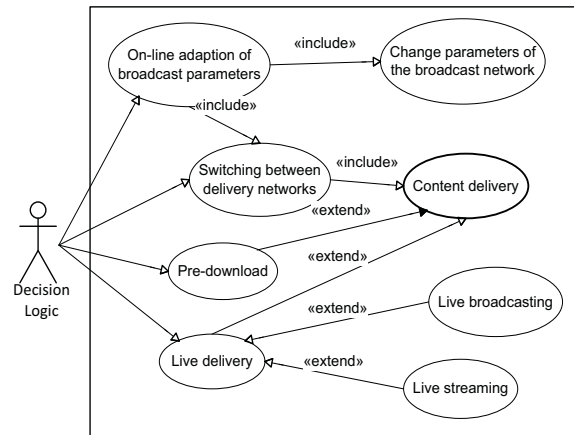 On-line adaption of
broadcast parameters
«include»
Change parameters of
the broadcast network
«include»
Switching between
delivery networks
«include»
Content delivery
«extend»
Pre-download
«extend»
Decision
Logic
«extend»
Live broadcasting
Live delivery
«extend»
Live streaming